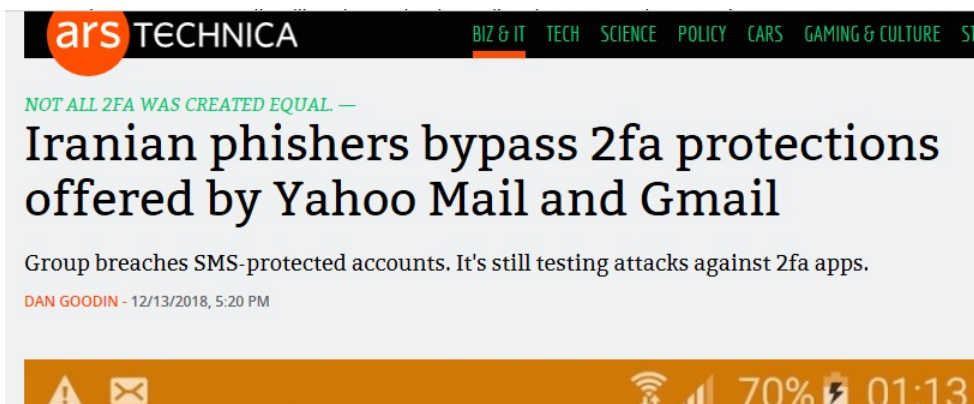 ars TECHNICA
BIZ & IT TECH SCIENCE POLICY CARS GAMING & CULTURE
NOT ALL 2FA WAS CREATED EQUAL. —
Iranian phishers bypass 2fa protections
offered by Yahoo Mail and Gmail
Group breaches SMS-protected accounts. It's still testing attacks against 2fa apps.
DAN GOODIN - 12/13/2018, 5:20 PM
70% 01:13